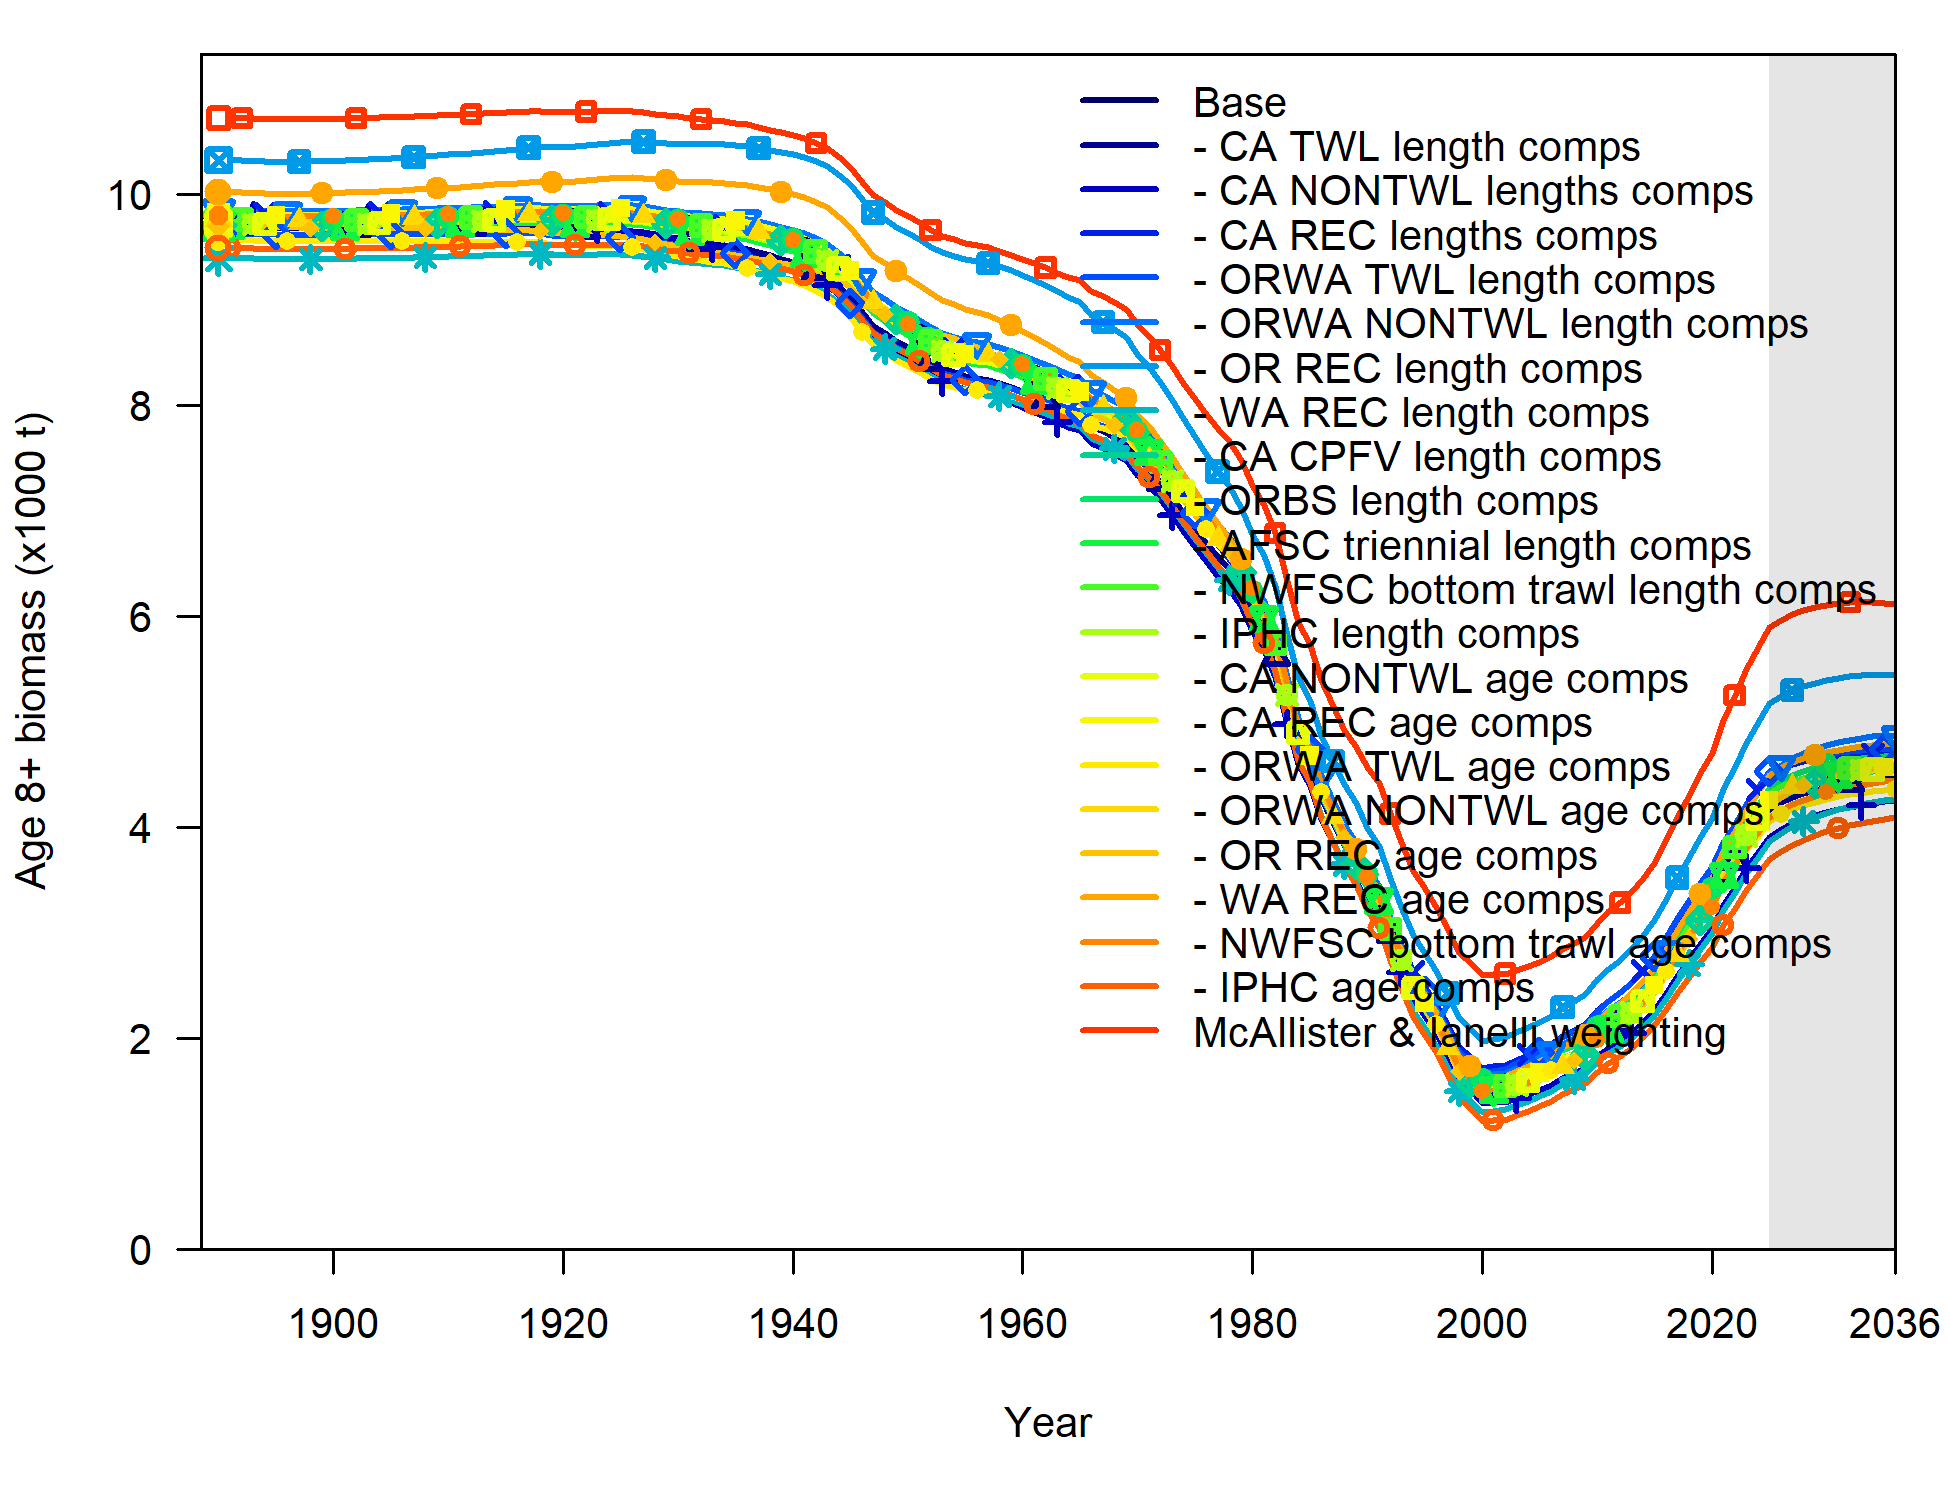 Age 8+ biomass (x1000 t)
10
8
6
4
2
0
Base
- CA TWL length comps
- CA NONTWL lengths comps
- CA REC lengths comps
- ORWA TWL length comps
- ORWA NONTWL length comps
- OR REC length comps
- WA REC length comps
- CA CPFV length comps
- ORBS length comps
- AFSC triennial length comps
- NWFSC bottom trawl length comps
- IPHC length comps
- CA NONTWL age comps
- CA REC age comps
- ORWA TWL age comps
- ORWA NONTWL age comps
- OR REC age comps
- WA REC age comps
- NWFSC bottom trawl age comps
- IPHC age comps
McAllister & Ianelli weighting
1900 1920 1940 1960 1980 2000 2020 2036
Year